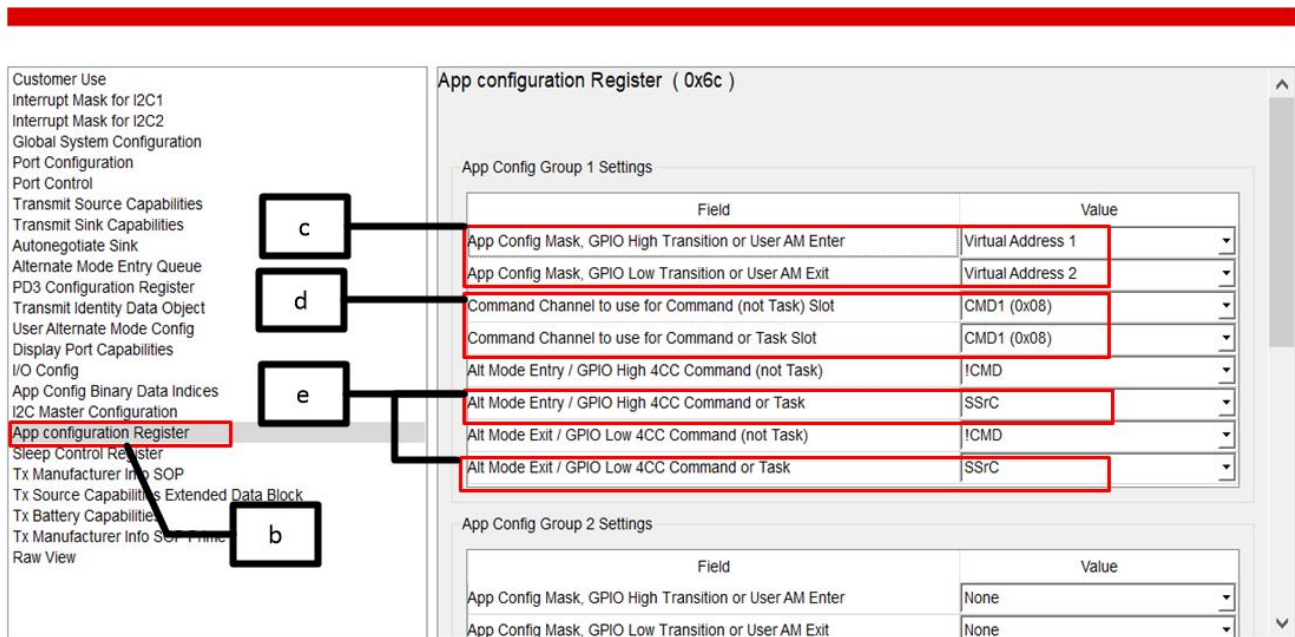 Customer Use
Interrupt Mask for I2C1
Interrupt Mask for I2C2
Global System Configuration
Port Configuration
Port Control
Transmit Source Capabilities
Transmit Sink Capabilities
Autonegotiate Sink
Alternate Mode Entry Queue
PD3 Configuration Register
Transmit Identity Data Object
User Alternate Mode Config
Display Port Capabilities
I/O Config
App Config Binary Data Indices
I2C Master Configuration
App configuration Register
Sleep Control Register
Tx Manufacturer Info SOP
Tx Source Capabilities Extended Data Block
Tx Battery Capabilities
Tx Manufacturer Info SOP Prime
Raw View
c
d
e
b
App configuration Register ( 0x6c )
App Config Group 1 Settings
Field Value
App Config Mask, GPIO High Transition or User AM Enter Virtual Address 1
App Config Mask, GPIO Low Transition or User AM Exit Virtual Address 2
Command Channel to use for Command (not Task) Slot CMD1 (0x08)
Command Channel to use for Command or Task Slot CMD1 (0x08)
Alt Mode Entry / GPIO High 4CC Command (not Task) !CMD
Alt Mode Entry / GPIO High 4CC Command or Task SSrC
Alt Mode Exit / GPIO Low 4CC Command (not Task) !CMD
Alt Mode Exit / GPIO Low 4CC Command or Task SSrC
App Config Group 2 Settings
Field Value
App Config Mask, GPIO High Transition or User AM Enter None
App Config Mask, GPIO Low Transition or User AM Exit None